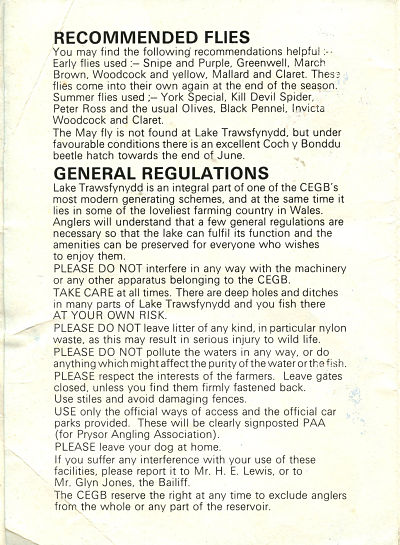 RECOMMENDED FLIES
You may find the following recommendations helpful :-
Early flies used :– Snipe and Purple, Greenwell, March
Brown, Woodcock and yellow, Mallard and Claret. These
flies come into their own again at the end of the season.
Summer flies used ;– York Special, Kill Devil Spider,
Peter Ross and the usual Olives, Black Pennel, Invicta
Woodcock and Claret.
The May fly is not found at Lake Trawsfynydd, but under
favourable conditions there is an excellent Coch y Bonddu
beetle hatch towards the end of June.
GENERAL REGULATIONS
Lake Trawsfynydd is an integral part of one of the CEGB's
most modern generating schemes, and at the same time it
lies in some of the loveliest farming country in Wales.
Anglers will understand that a few general regulations are
necessary so that the lake can fulfil its function and the
amenities can be preserved for everyone who wishes
to enjoy them.
PLEASE DO NOT interfere in any way with the machinery
or any other apparatus belonging to the CEGB.
TAKE CARE at all times. There are deep holes and ditches
in many parts of Lake Trawsfynydd and you fish there
AT YOUR OWN RISK.
PLEASE DO NOT leave litter of any kind, in particular nylon
waste, as this may result in serious injury to wild life.
PLEASE DO NOT pollute the waters in any way, or do
anything which might affect the purity of the water or the fish.
PLEASE respect the interests of the farmers. Leave gates
closed, unless you find them firmly fastened back.
Use stiles and avoid damaging fences.
USE only the official ways of access and the official car
parks provided. These will be clearly signposted PAA
(for Prysor Angling Association).
PLEASE leave your dog at home.
If you suffer any interference with your use of these
facilities, please report it to Mr. H. E. Lewis, or to
Mr. Glyn Jones, the Bailiff.
The CEGB reserve the right at any time to exclude anglers
from the whole or any part of the reservoir.